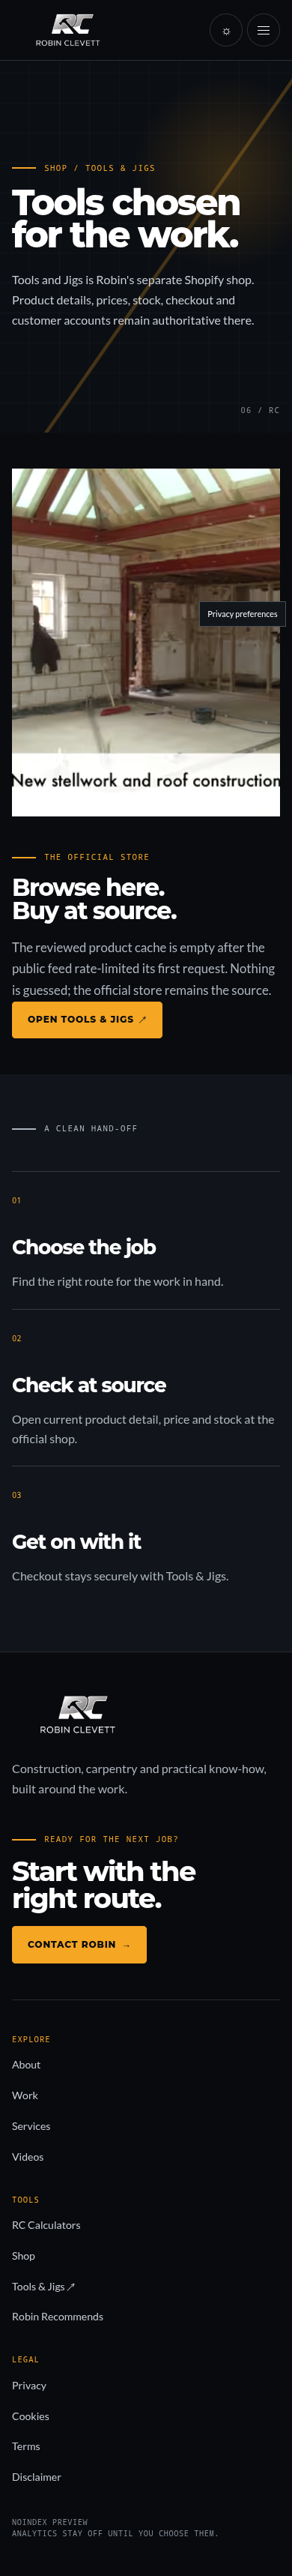 RC
ROBIN CLEVETT
SHOP / TOOLS & JIGS
Tools chosen
for the work.
Tools and Jigs is Robin's separate Shopify shop.
Product details, prices, stock, checkout and
customer accounts remain authoritative there.
06 / RC
Privacy preferences
New stellwork and roof construction
THE OFFICIAL STORE
Browse here.
Buy at source.
The reviewed product cache is empty after the
public feed rate-limited its first request. Nothing
is guessed; the official store remains the source.
OPEN TOOLS & JIGS ↗
A CLEAN HAND-OFF
01
Choose the job
Find the right route for the work in hand.
02
Check at source
Open current product detail, price and stock at the
official shop.
03
Get on with it
Checkout stays securely with Tools & Jigs.
RC
ROBIN CLEVETT
Construction, carpentry and practical know-how,
built around the work.
READY FOR THE NEXT JOB?
Start with the
right route.
CONTACT ROBIN →
EXPLORE
About
Work
Services
Videos
TOOLS
RC Calculators
Shop
Tools & Jigs ↗
Robin Recommends
LEGAL
Privacy
Cookies
Terms
Disclaimer
NOINDEX PREVIEW
ANALYTICS STAY OFF UNTIL YOU CHOOSE THEM.